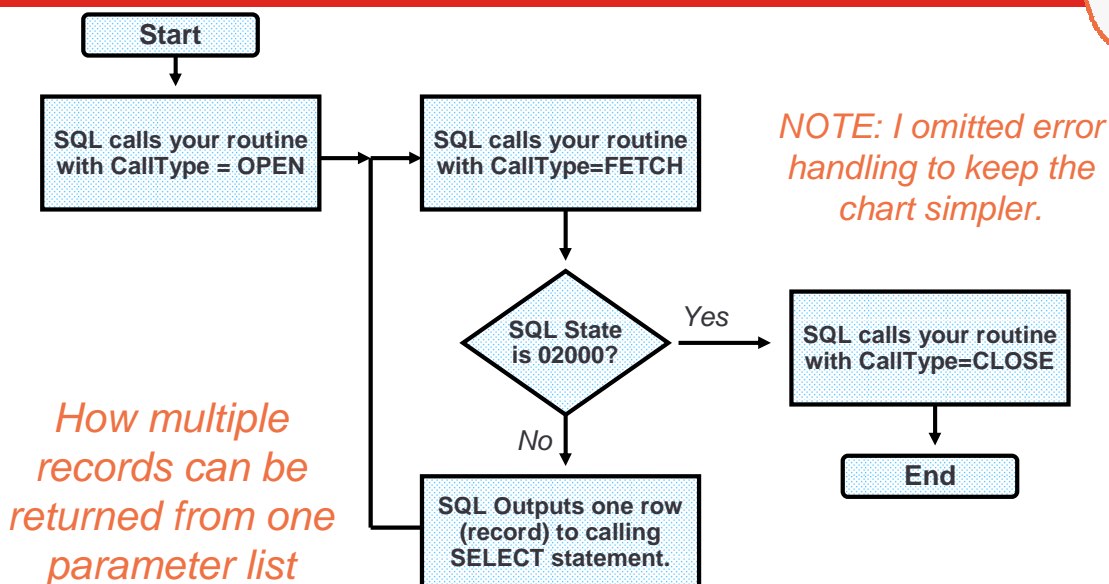 Start
SQL calls your routine
with CallType = OPEN
SQL calls your routine
with CallType=FETCH
NOTE: I omitted error
handling to keep the
chart simpler.
SQL State
is 02000?
Yes
SQL calls your routine
with CallType=CLOSE
No
End
SQL Outputs one row
(record) to calling
SELECT statement.
How multiple
records can be
returned from one
parameter list